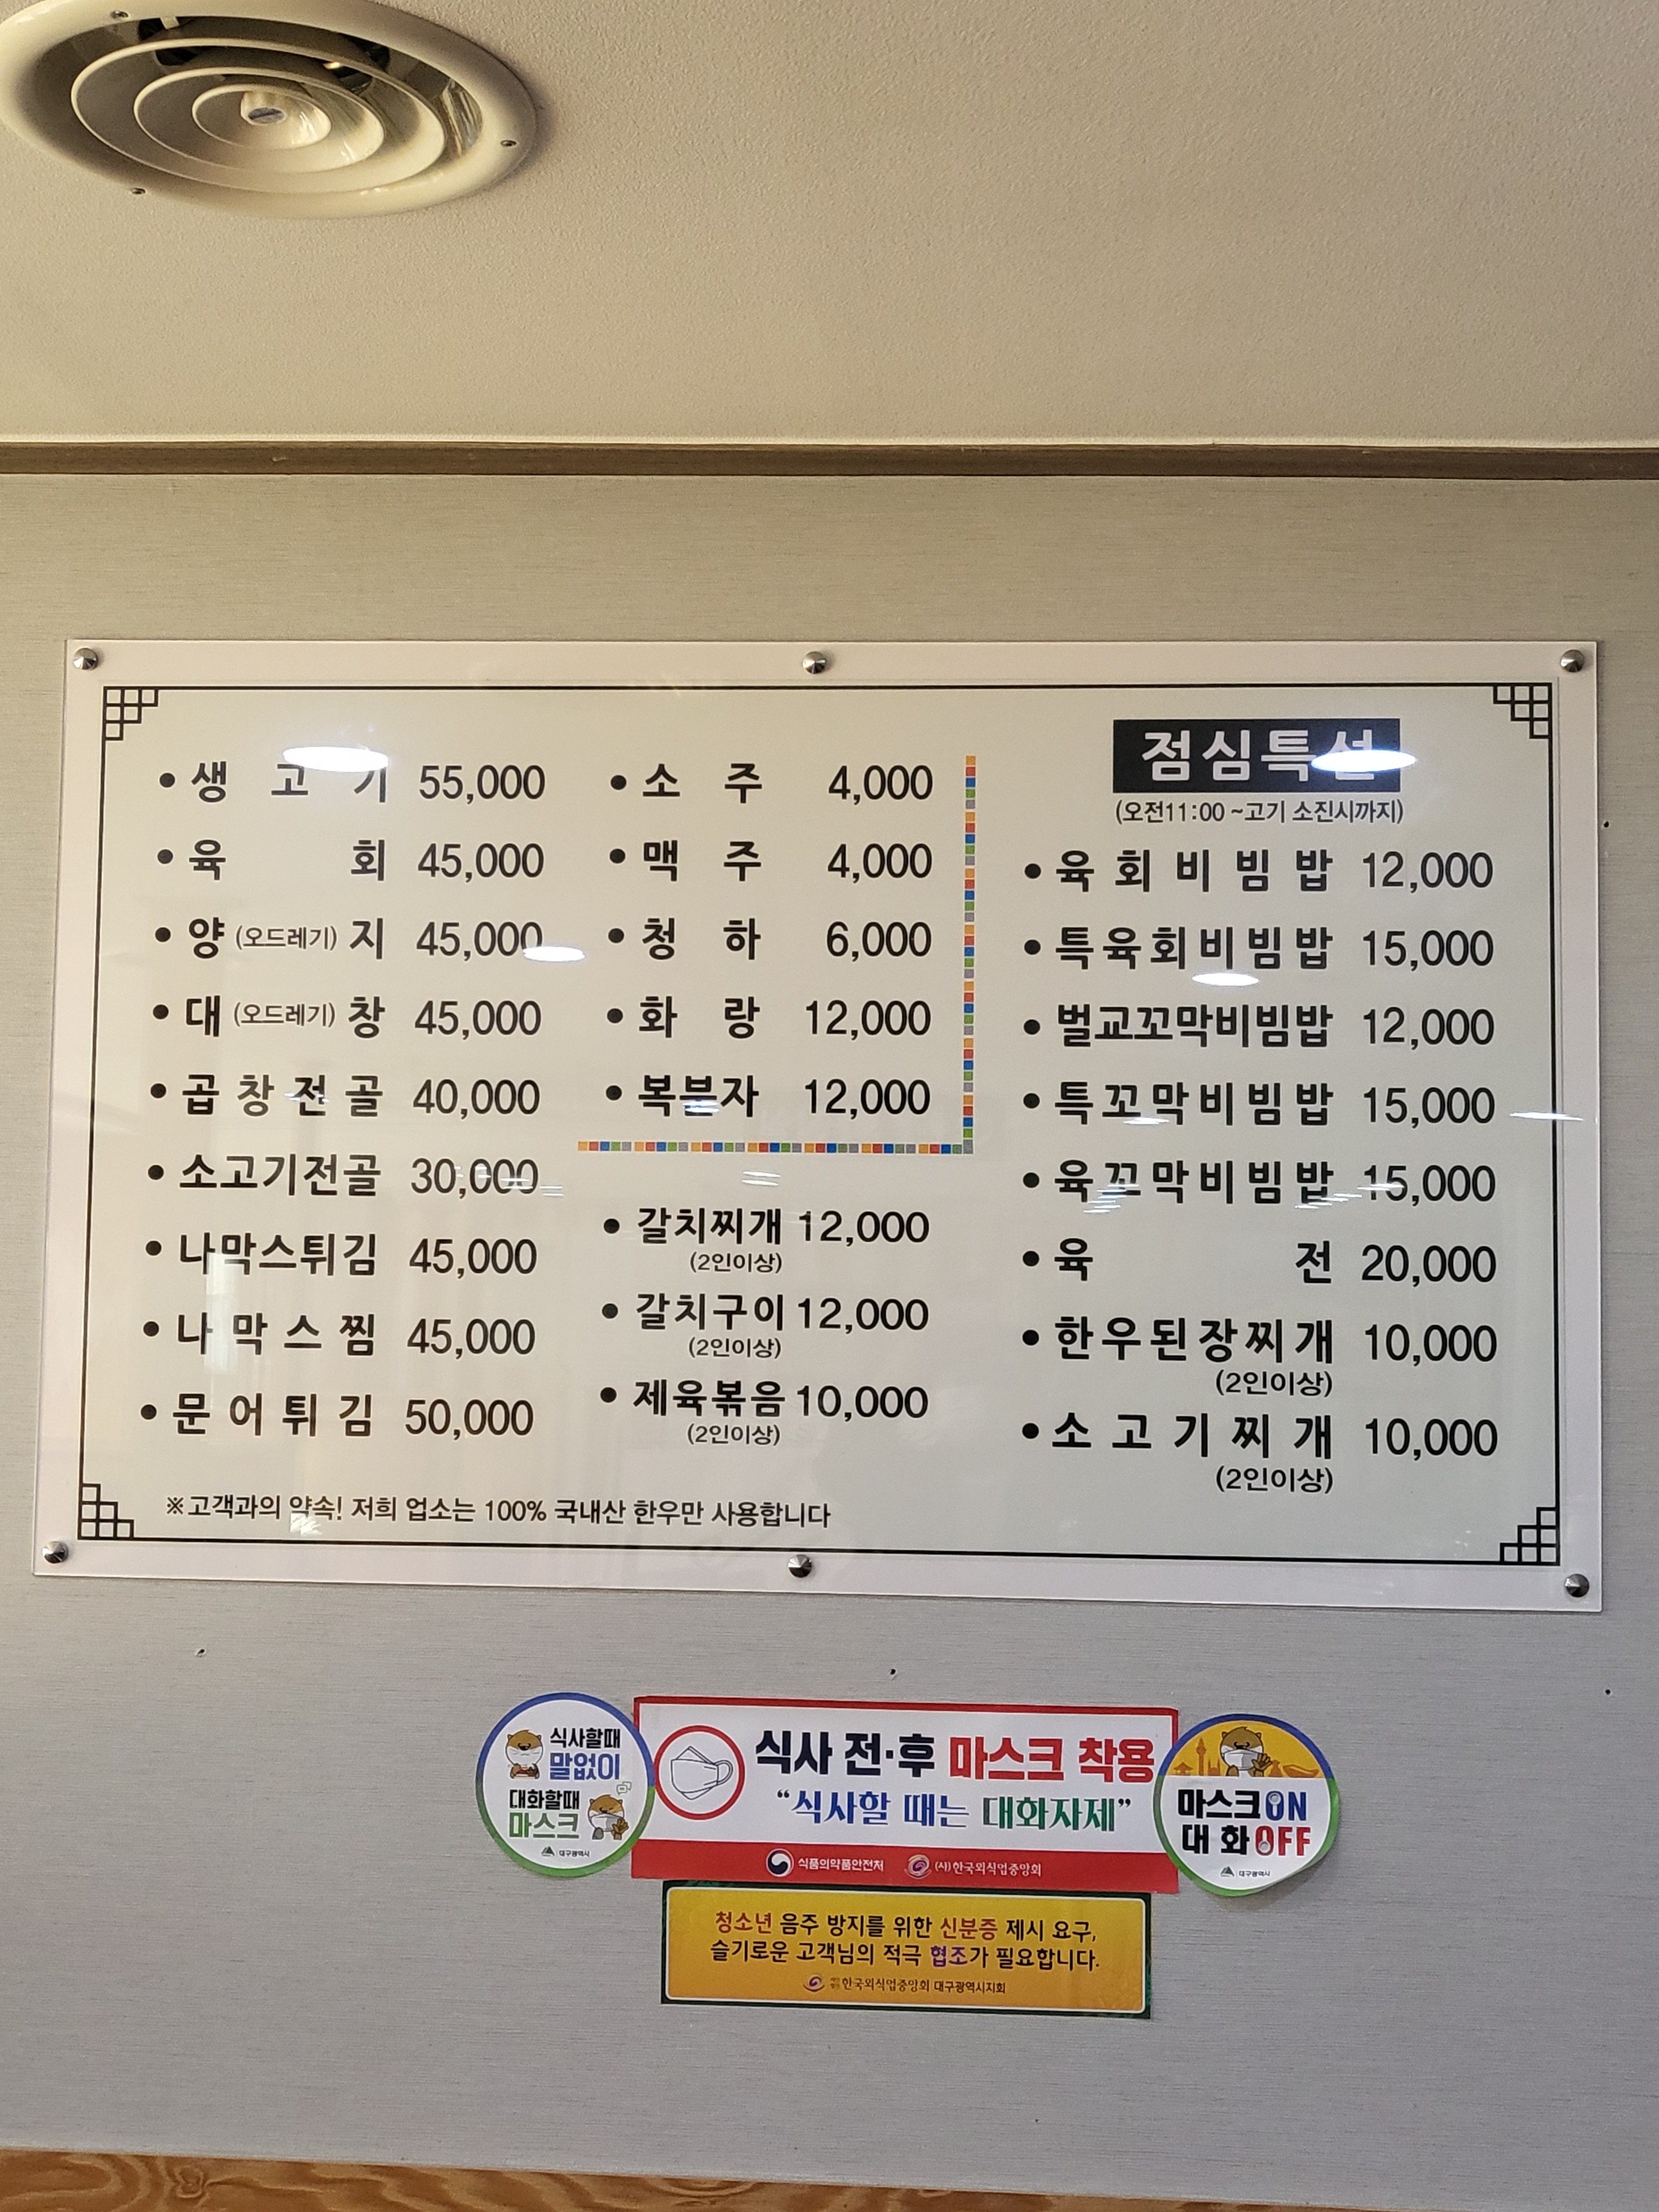 • 생 고 기 55,000
• 육 회 45,000
• 양 (오드레기) 지 45,000
• 대 (오드레기) 창 45,000
• 곱 창 전 골 40,000
• 소고기전골 30,000
• 나막스튀김 45,000
• 나 막 스 찜 45,000
• 문 어 튀 김 50,000
• 소 주 4,000
• 맥 주 4,000
• 청 하 6,000
• 화 랑 12,000
• 복분자 12,000
• 갈치찌개 12,000
(2인이상)
• 갈치구이 12,000
(2인이상)
• 제육볶음 10,000
(2인이상)
점심특선
(오전11:00 ~고기 소진시까지)
• 육 회 비 빔 밥 12,000
• 특육회비빔밥 15,000
• 벌교꼬막비빔밥 12,000
• 특꼬막비빔밥 15,000
• 육꼬막비빔밥 15,000
• 육 전 20,000
• 한우된장찌개 10,000
(2인이상)
• 소 고 기 찌 개 10,000
(2인이상)
※고객과의 약속! 저희 업소는 100% 국내산 한우만 사용합니다
식사할때
말없이
대화할때
마스크
대구광역시
식사 전·후 마스크 착용
“식사할 때는 대화자제”
식품의약품안전처 (사)한국외식업중앙회
마스크ON
대 화OFF
대구광역시
청소년 음주 방지를 위한 신분증 제시 요구,
슬기로운 고객님의 적극 협조가 필요합니다.
한국외식업중앙회 대구광역시지회